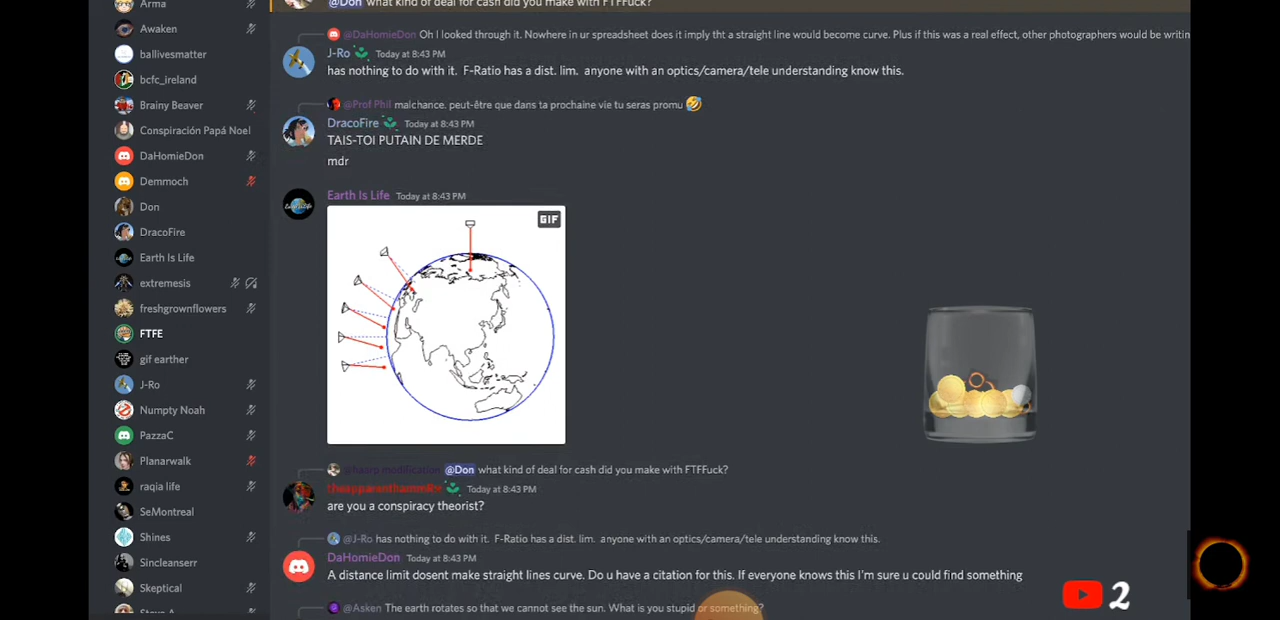 Arma
@Don what kind of deal for cash did you make with FTFFuck?
Awaken
ballivesmatter
bcfc_ireland
Brainy Beaver
Conspiración Papá Noel
DaHomieDon
Demmoch
Don
DracoFire
Earth Is Life
extremesis
freshgrownflowers
FTFE
gif earther
J-Ro
Numpty Noah
PazzaC
Planarwalk
raqia life
SeMontreal
Shines
Sincleanserr
Skeptical
@DaHomieDon Oh I looked through it. Nowhere in ur spreadsheet does it imply tht a straight line would become curve. Plus if this was a real effect, other photographers would be writin
J-Ro Today at 8:43 PM
has nothing to do with it. F-Ratio has a dist. lim. anyone with an optics/camera/tele understanding know this.
@Prof Phil malchance. peut-être que dans ta prochaine vie tu seras promu 🤣
DracoFire Today at 8:43 PM
TAIS-TOI PUTAIN DE MERDE
mdr
Earth Is Life Today at 8:43 PM
GIF
modification @Don what kind of deal for cash did you make with FTFFuck?
Today at 8:43 PM
are you a conspiracy theorist?
@J-Ro has nothing to do with it. F-Ratio has a dist. lim. anyone with an optics/camera/tele understanding know this.
DaHomieDon Today at 8:43 PM
A distance limit dosent make straight lines curve. Do u have a citation for this. If everyone knows this I'm sure u could find something
@Asken The earth rotates so that we cannot see the sun. What is you stupid or something?
2